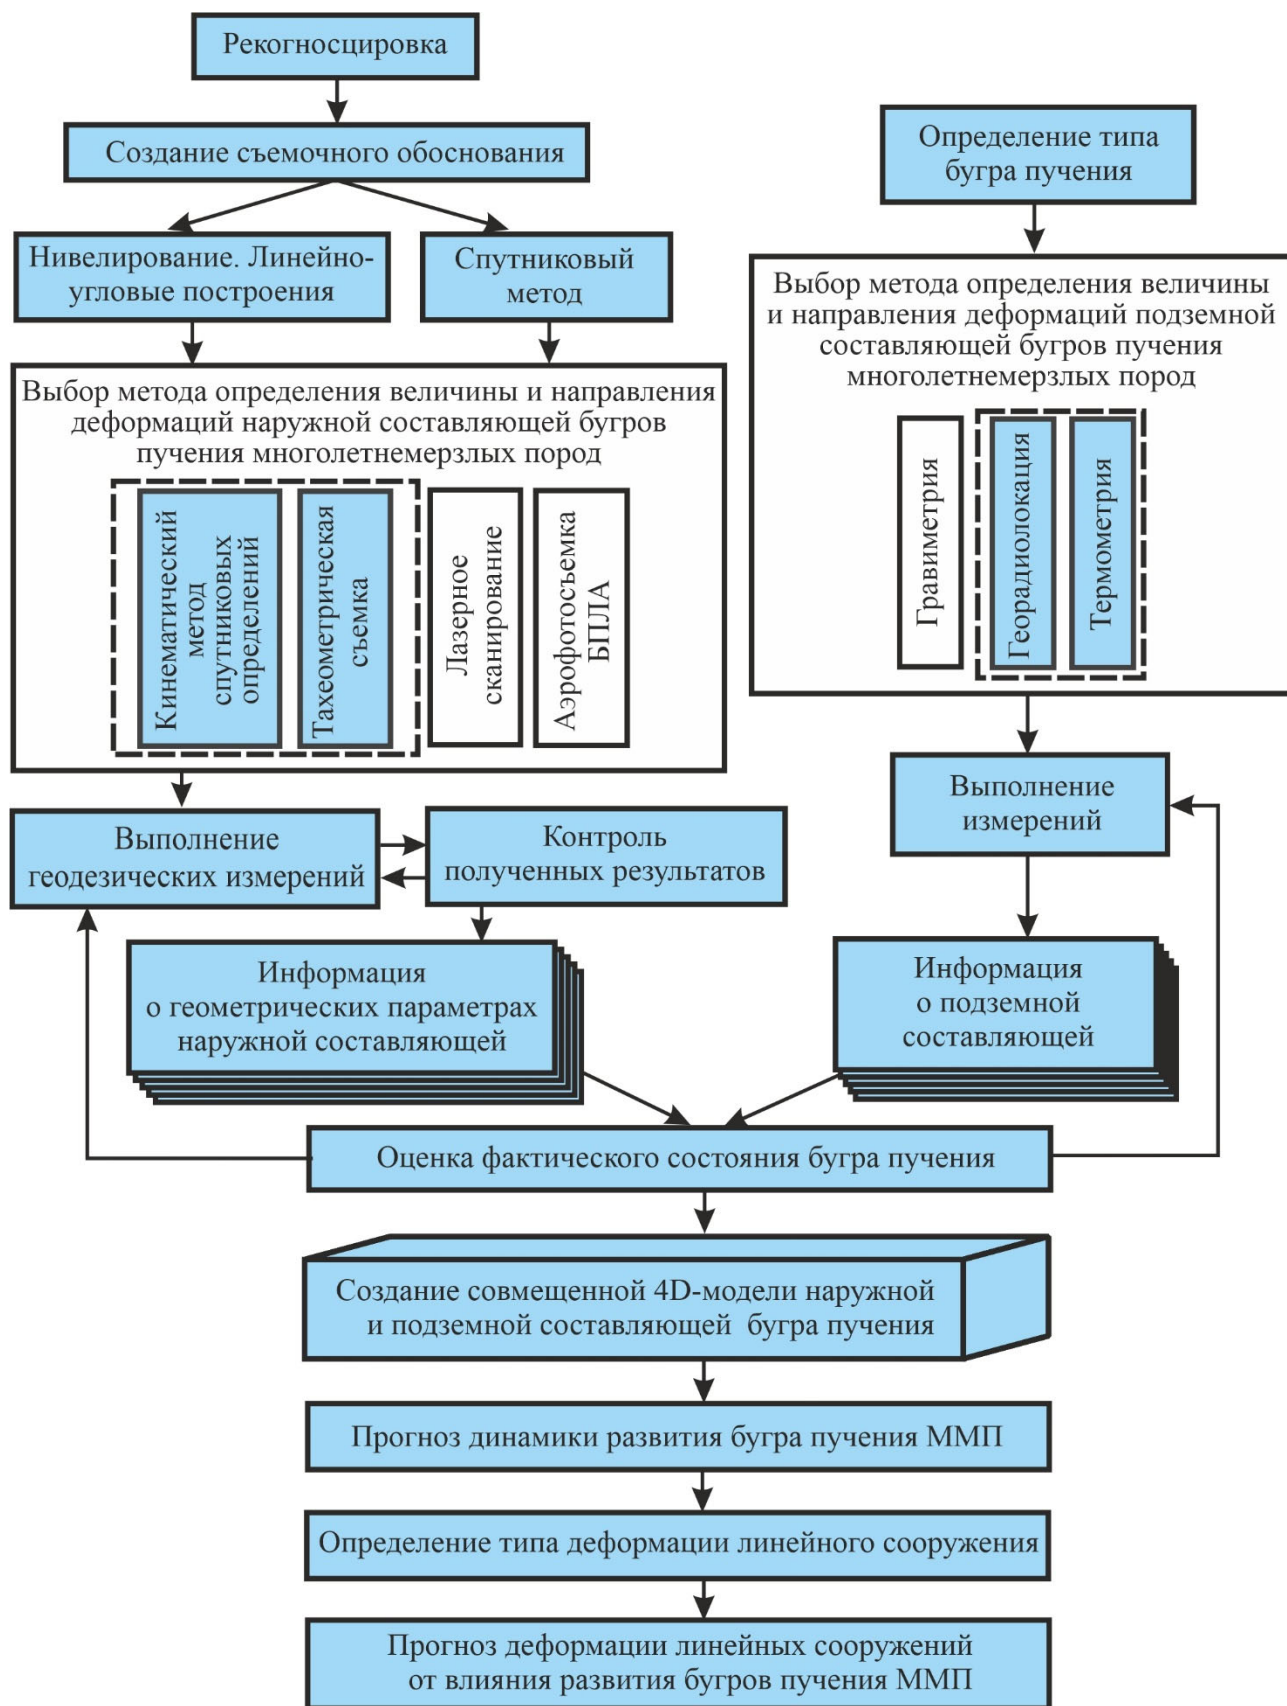 Рекогносцировка
Создание съемочного обоснования
Нивелирование. Линейно-
угловые построения
Спутниковый
метод
Выбор метода определения величины и направления
деформаций наружной составляющей бугров
пучения многолетнемерзлых пород
Кинематический
метод
спутниковых
определений
Тахеометрическая
съемка
Лазерное
сканирование
Аэрофотосъемка
БПЛА
Выполнение
геодезических измерений
Контроль
полученных результатов
Информация
о геометрических параметрах
наружной составляющей
Определение типа
бугра пучения
Выбор метода определения величины
и направления деформаций подземной
составляющей бугров пучения
многолетнемерзлых пород
Гравиметрия
Георадиолокация
Термометрия
Выполнение
измерений
Информация
о подземной
составляющей
Оценка фактического состояния бугра пучения
Создание совмещенной 4D-модели наружной
и подземной составляющей бугра пучения
Прогноз динамики развития бугра пучения ММП
Определение типа деформации линейного сооружения
Прогноз деформации линейных сооружений
от влияния развития бугров пучения ММП